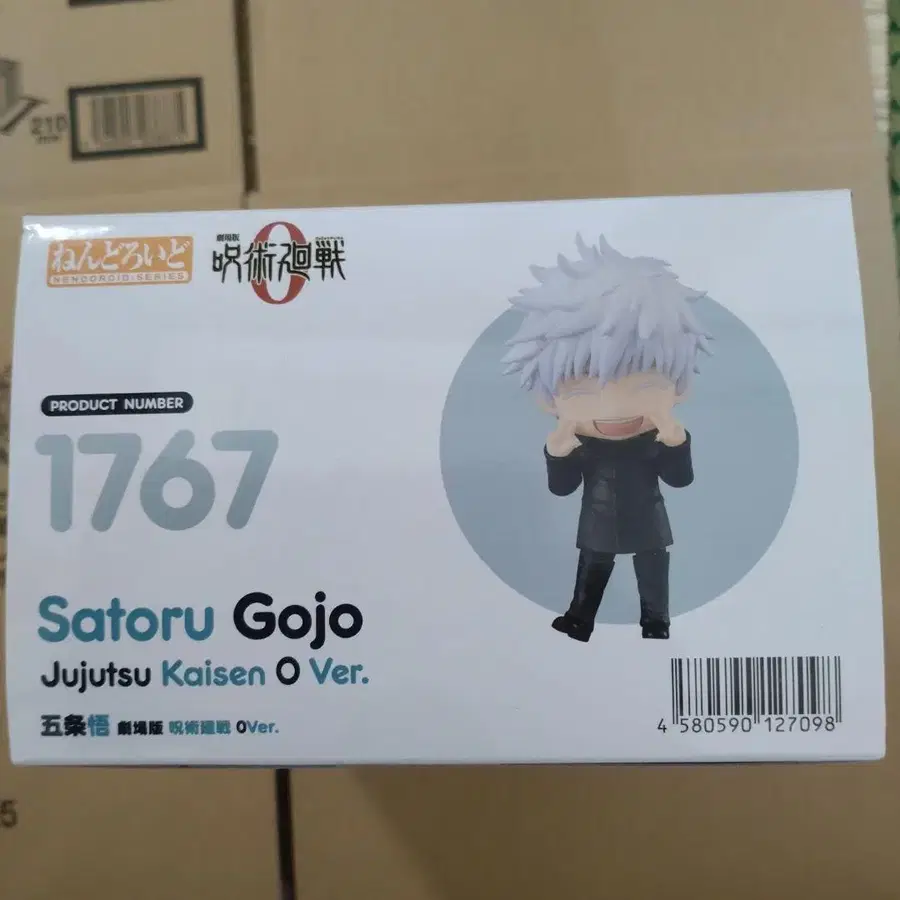 210
ねんどろいど
NENDOROID SERIES
劇場版
呪術廻戦
0
PRODUCT NUMBER
1767
Satoru Gojo
Jujutsu Kaisen 0 Ver.
五条悟 劇場版 呪術廻戦 0Ver.
4 580590 127098